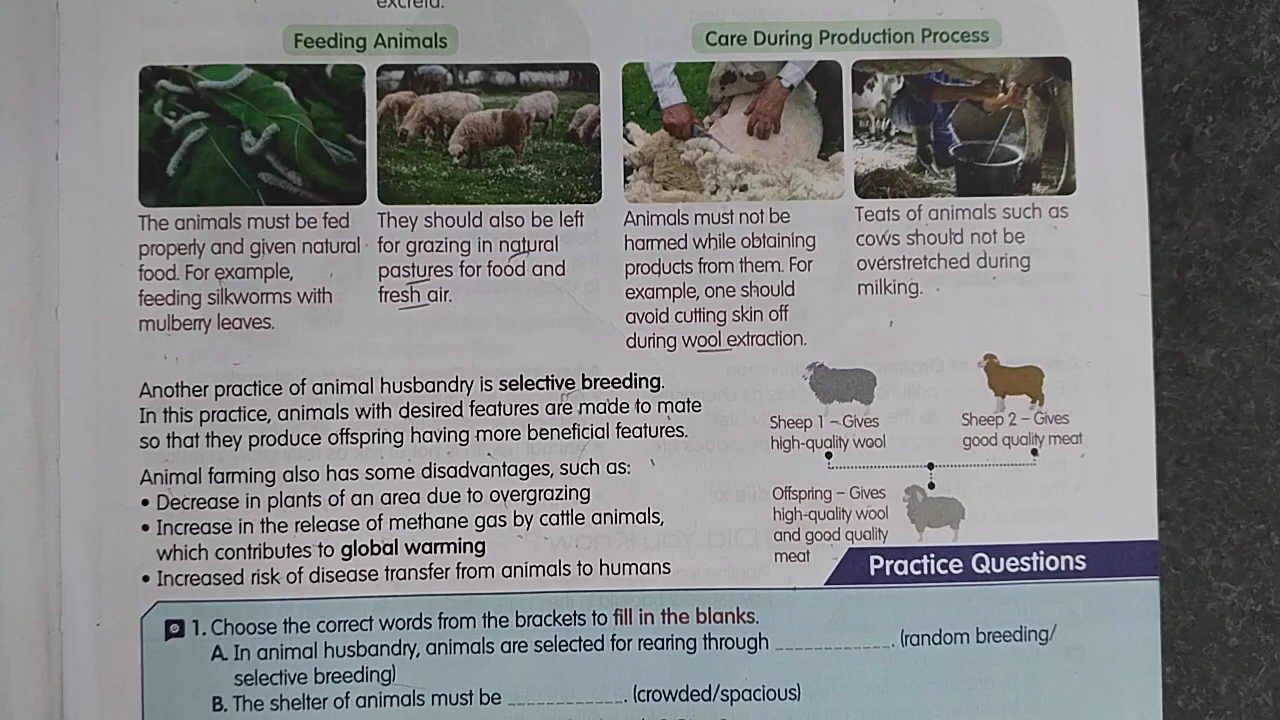 excreta.
Feeding Animals
Care During Production Process
The animals must be fed
properly and given natural
food. For example,
feeding silkworms with
mulberry leaves.
They should also be left
for grazing in natural
pastures for food and
fresh air.
Animals must not be
harmed while obtaining
products from them. For
example, one should
avoid cutting skin off
during wool extraction.
Teats of animals such as
cows should not be
overstretched during
milking.
Another practice of animal husbandry is selective breeding.
In this practice, animals with desired features are made to mate
so that they produce offspring having more beneficial features.
Animal farming also has some disadvantages, such as:
• Decrease in plants of an area due to overgrazing
• Increase in the release of methane gas by cattle animals,
which contributes to global warming
• Increased risk of disease transfer from animals to humans
Sheep 1 – Gives
high-quality wool
Sheep 2 – Gives
good quality meat
Offspring – Gives
high-quality wool
and good quality
meat
Practice Questions
1. Choose the correct words from the brackets to fill in the blanks.
A. In animal husbandry, animals are selected for rearing through ____________. (random breeding/
selective breeding)
B. The shelter of animals must be ____________. (crowded/spacious)